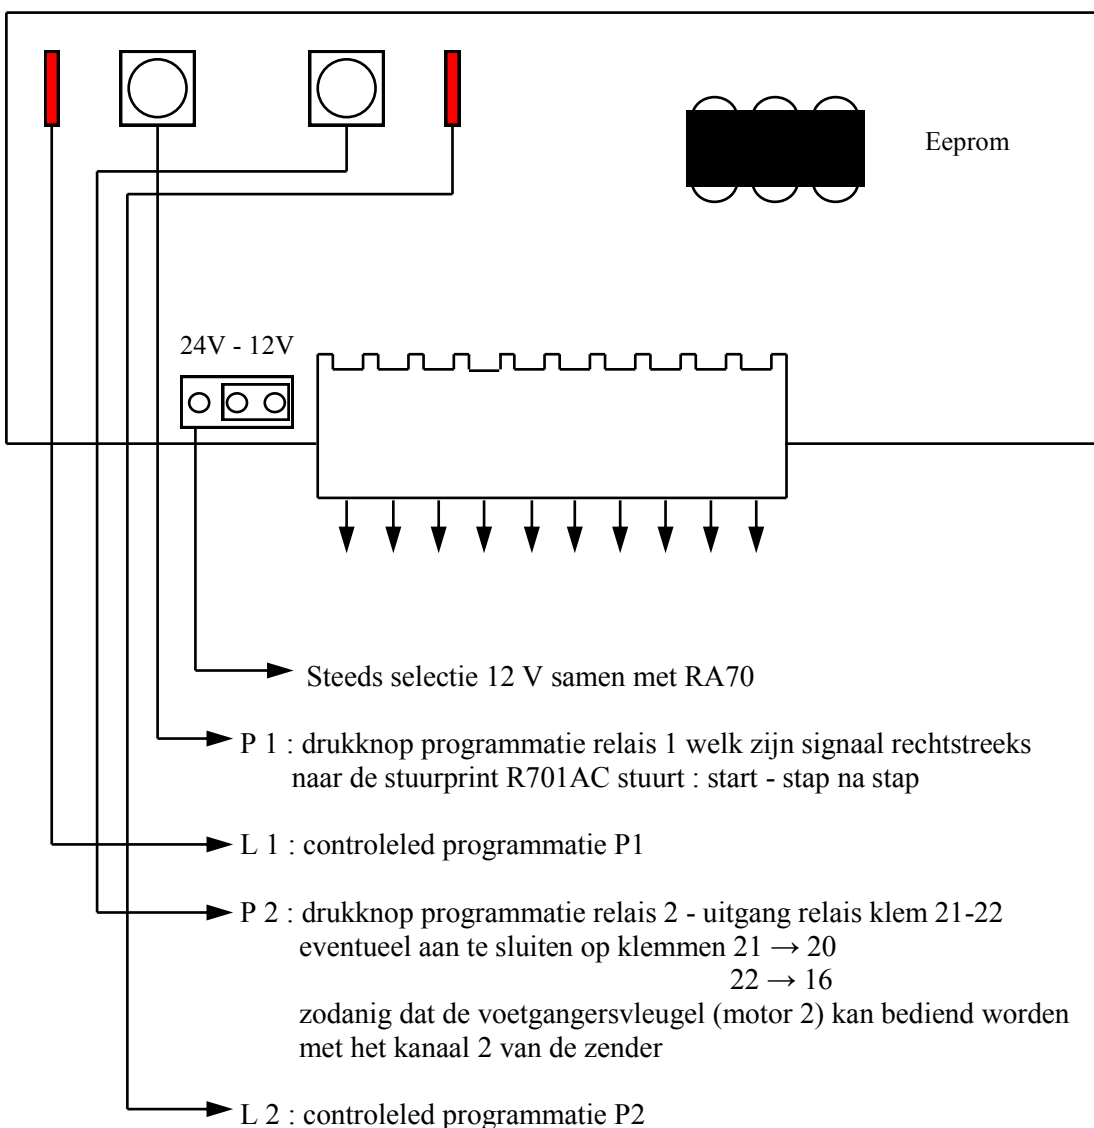 Eeprom
24V - 12V
Steeds selectie 12 V samen met RA70
P 1 : drukknop programmatie relais 1 welk zijn signaal rechtstreeks
naar de stuurprint R701AC stuurt : start - stap na stap
L 1 : controleled programmatie P1
P 2 : drukknop programmatie relais 2 - uitgang relais klem 21-22
eventueel aan te sluiten op klemmen 21 → 20
22 → 16
zodanig dat de voetgangersvleugel (motor 2) kan bediend worden
met het kanaal 2 van de zender
L 2 : controleled programmatie P2